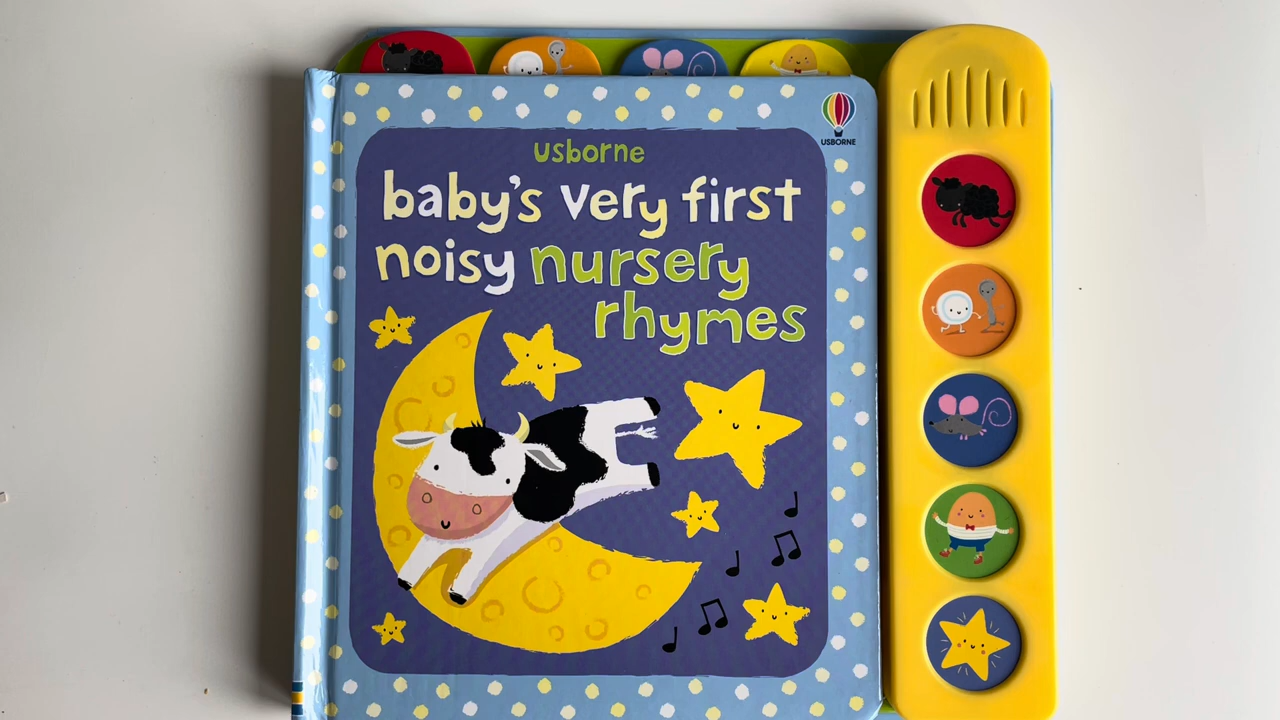 USBORNE
usborne
baby's very first
noisy nursery
rhymes